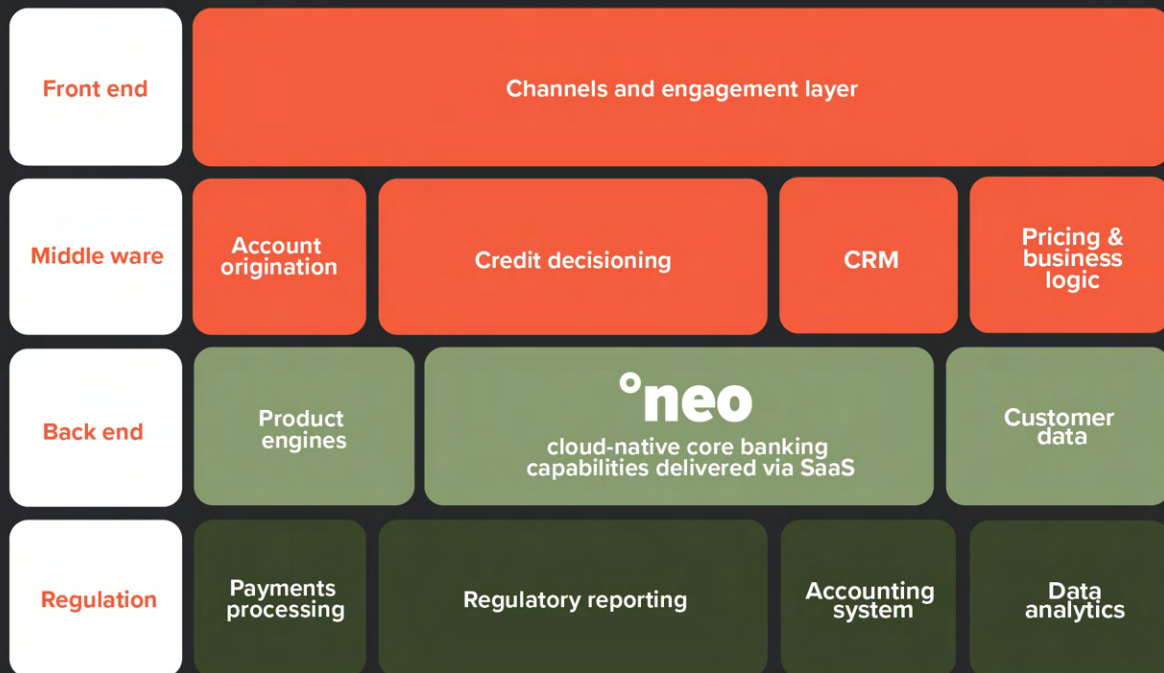 Front end
Channels and engagement layer
Middle ware
Account
origination
Credit decisioning
CRM
Pricing &
business
logic
Back end
Product
engines
°neo
cloud-native core banking
capabilities delivered via SaaS
Customer
data
Regulation
Payments
processing
Regulatory reporting
Accounting
system
Data
analytics